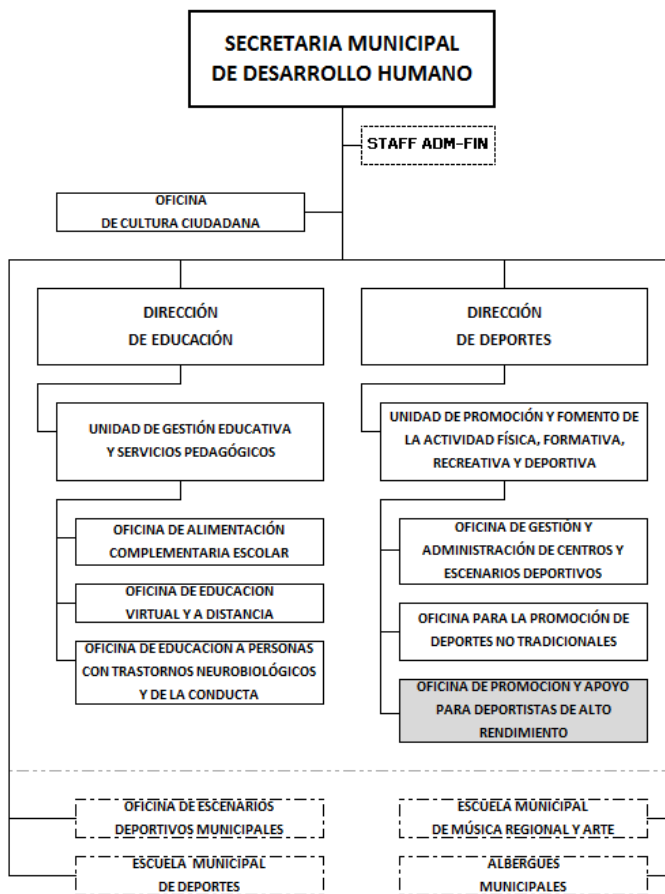 SECRETARIA MUNICIPAL
DE DESARROLLO HUMANO
STAFF ADM-FIN
OFICINA
DE CULTURA CIUDADANA
DIRECCIÓN
DE EDUCACIÓN
UNIDAD DE GESTIÓN EDUCATIVA
Y SERVICIOS PEDAGÓGICOS
OFICINA DE ALIMENTACIÓN
COMPLEMENTARIA ESCOLAR
OFICINA DE EDUCACION
VIRTUAL Y A DISTANCIA
OFICINA DE EDUCACION A PERSONAS
CON TRASTORNOS NEUROBIOLÓGICOS
Y DE LA CONDUCTA
DIRECCIÓN
DE DEPORTES
UNIDAD DE PROMOCIÓN Y FOMENTO DE
LA ACTIVIDAD FÍSICA, FORMATIVA,
RECREATIVA Y DEPORTIVA
OFICINA DE GESTIÓN Y
ADMINISTRACIÓN DE CENTROS Y
ESCENARIOS DEPORTIVOS
OFICINA PARA LA PROMOCIÓN DE
DEPORTES NO TRADICIONALES
OFICINA DE PROMOCION Y APOYO
PARA DEPORTISTAS DE ALTO
RENDIMIENTO
OFICINA DE ESCENARIOS
DEPORTIVOS MUNICIPALES
ESCUELA MUNICIPAL
DE DEPORTES
ESCUELA MUNICIPAL
DE MÚSICA REGIONAL Y ARTE
ALBERGUES
MUNICIPALES